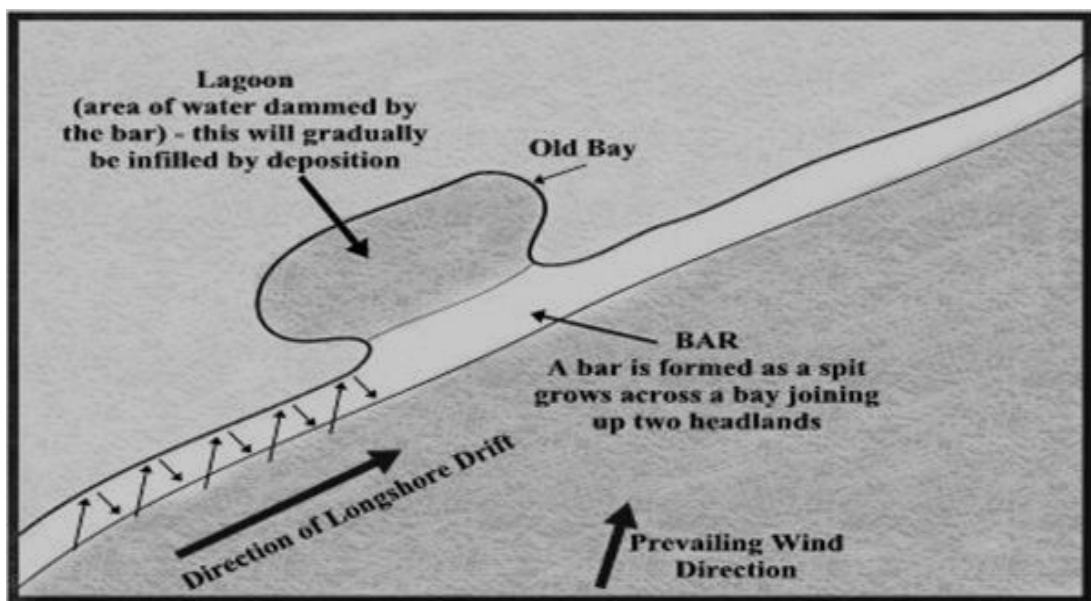 Lagoon
(area of water dammed by
the bar) - this will gradually
be infilled by deposition
Old Bay
BAR
A bar is formed as a spit
grows across a bay joining
up two headlands
Direction of Longshore Drift
Prevailing Wind
Direction